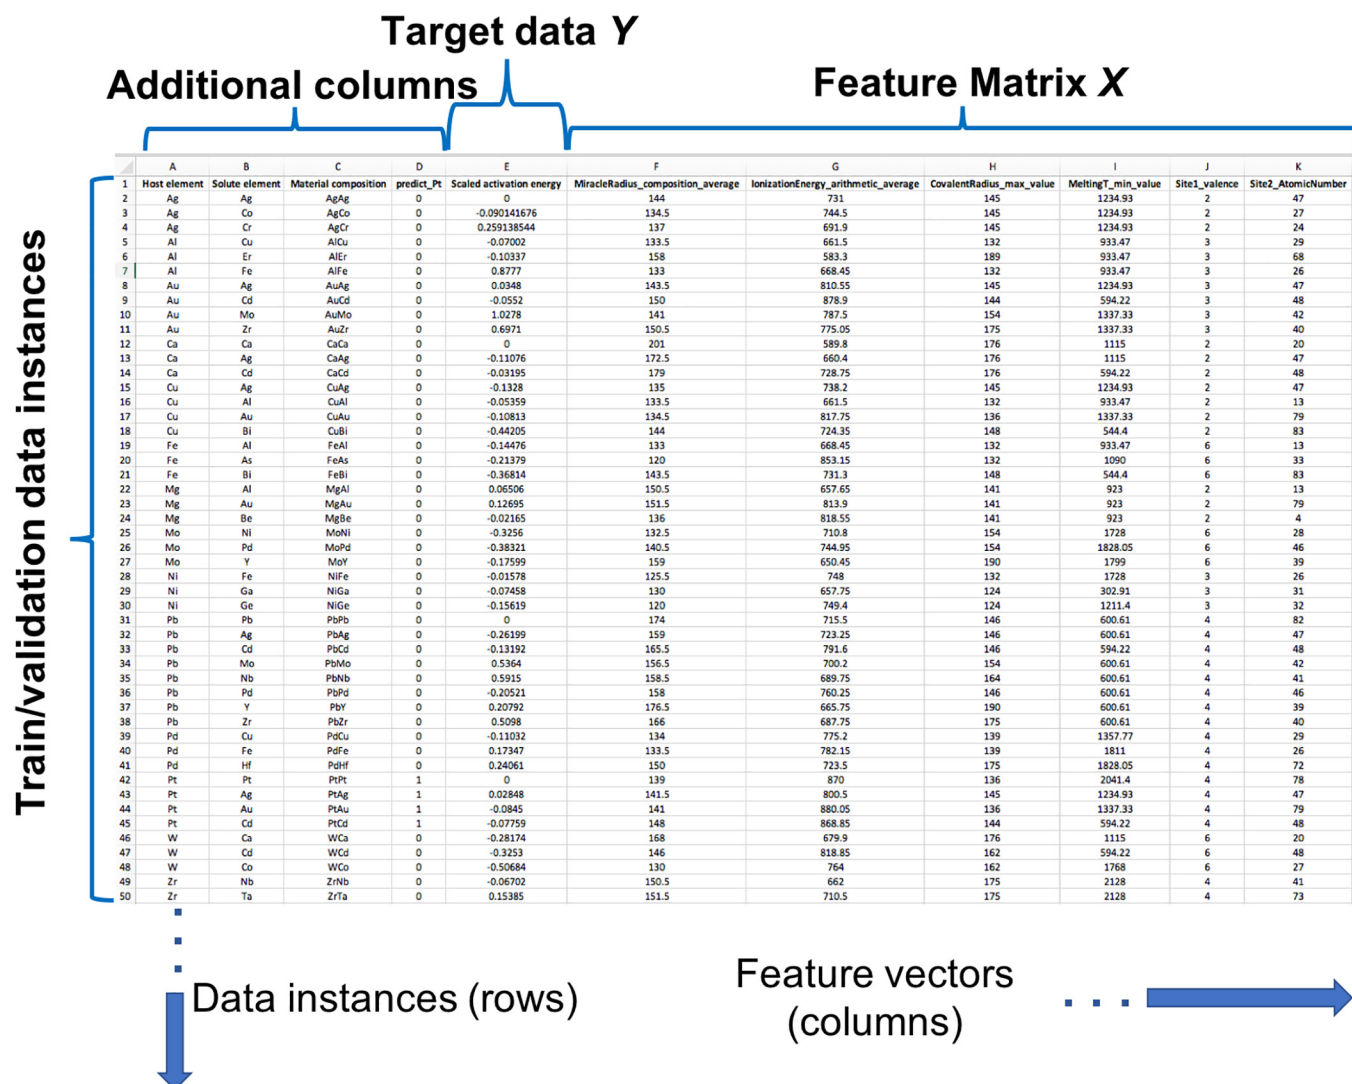 Target data Y
Additional columns
Feature Matrix X
Train/validation data instances
A B C D E F G H I J K
1 Host element Solute element Material composition predict_Pt Scaled activation energy MiracleRadius_composition_average IonizationEnergy_arithmetic_average CovalentRadius_max_value MeltingT_min_value Site1_valence Site2_AtomicNumber
2 Ag Ag AgAg 0 0 144 731 145 1234.93 2 47
3 Ag Co AgCo 0 -0.090141676 134.5 744.5 145 1234.93 2 27
4 Ag Cr AgCr 0 0.259138544 137 691.9 145 1234.93 2 24
5 Al Cu AlCu 0 -0.07002 133.5 661.5 132 933.47 3 29
6 Al Er AlEr 0 -0.10337 158 583.3 189 933.47 3 68
7 Al Fe AlFe 0 0.8777 133 668.45 132 933.47 3 26
8 Au Ag AuAg 0 0.0348 143.5 810.55 145 1234.93 3 47
9 Au Cd AuCd 0 -0.0552 150 878.9 144 594.22 3 48
10 Au Mo AuMo 0 1.0278 141 787.5 154 1337.33 3 42
11 Au Zr AuZr 0 0.6971 150.5 775.05 175 1337.33 3 40
12 Ca Ca CaCa 0 0 201 589.8 176 1115 2 20
13 Ca Ag CaAg 0 -0.11076 172.5 660.4 176 1115 2 47
14 Ca Cd CaCd 0 -0.03195 179 728.75 176 594.22 2 48
15 Cu Ag CuAg 0 -0.1328 135 738.2 145 1234.93 2 47
16 Cu Al CuAl 0 -0.05359 133.5 661.5 132 933.47 2 13
17 Cu Au CuAu 0 -0.10813 134.5 817.75 136 1337.33 2 79
18 Cu Bi CuBi 0 -0.44205 144 724.35 148 544.4 2 83
19 Fe Al FeAl 0 -0.14476 133 668.45 132 933.47 6 13
20 Fe As FeAs 0 -0.21379 120 853.15 132 1090 6 33
21 Fe Bi FeBi 0 -0.36814 143.5 731.3 148 544.4 6 83
22 Mg Al MgAl 0 0.06506 150.5 657.65 141 923 2 13
23 Mg Au MgAu 0 0.12695 151.5 813.9 141 923 2 79
24 Mg Be MgBe 0 -0.02165 136 818.55 141 923 2 4
25 Mo Ni MoNi 0 -0.3256 132.5 710.8 154 1728 6 28
26 Mo Pd MoPd 0 -0.38321 140.5 744.95 154 1828.05 6 46
27 Mo Y MoY 0 -0.17599 159 650.45 190 1799 6 39
28 Ni Fe NiFe 0 -0.01578 125.5 748 132 1728 3 26
29 Ni Ga NiGa 0 -0.07458 130 657.75 124 302.91 3 31
30 Ni Ge NiGe 0 -0.15619 120 749.4 124 1211.4 3 32
31 Pb Pb PbPb 0 0 174 715.5 146 600.61 4 82
32 Pb Ag PbAg 0 -0.26199 159 723.25 146 600.61 4 47
33 Pb Cd PbCd 0 -0.13192 165.5 791.6 146 594.22 4 48
34 Pb Mo PbMo 0 0.5364 156.5 700.2 154 600.61 4 42
35 Pb Nb PbNb 0 0.5915 158.5 689.75 164 600.61 4 41
36 Pb Pd PbPd 0 -0.20521 158 760.25 146 600.61 4 46
37 Pb Y PbY 0 0.20792 176.5 665.75 190 600.61 4 39
38 Pb Zr PbZr 0 0.5098 166 687.75 175 600.61 4 40
39 Pd Cu PdCu 0 -0.11032 134 775.2 139 1357.77 4 29
40 Pd Fe PdFe 0 0.17347 133.5 782.15 139 1811 4 26
41 Pd Hf PdHf 0 0.24061 150 723.5 175 1828.05 4 72
42 Pt Pt PtPt 1 0 139 870 136 2041.4 4 78
43 Pt Ag PtAg 1 0.02848 141.5 800.5 145 1234.93 4 47
44 Pt Au PtAu 1 -0.0845 141 880.05 136 1337.33 4 79
45 Pt Cd PtCd 1 -0.07759 148 868.85 144 594.22 4 48
46 W Ca WCa 0 -0.28174 168 679.9 176 1115 6 20
47 W Cd WCd 0 -0.3253 146 818.85 162 594.22 6 48
48 W Co WCo 0 -0.50684 130 764 162 1768 6 27
49 Zr Nb ZrNb 0 -0.06702 150.5 662 175 2128 4 41
50 Zr Ta ZrTa 0 0.15385 151.5 710.5 175 2128 4 73
Data instances (rows)
Feature vectors
(columns)